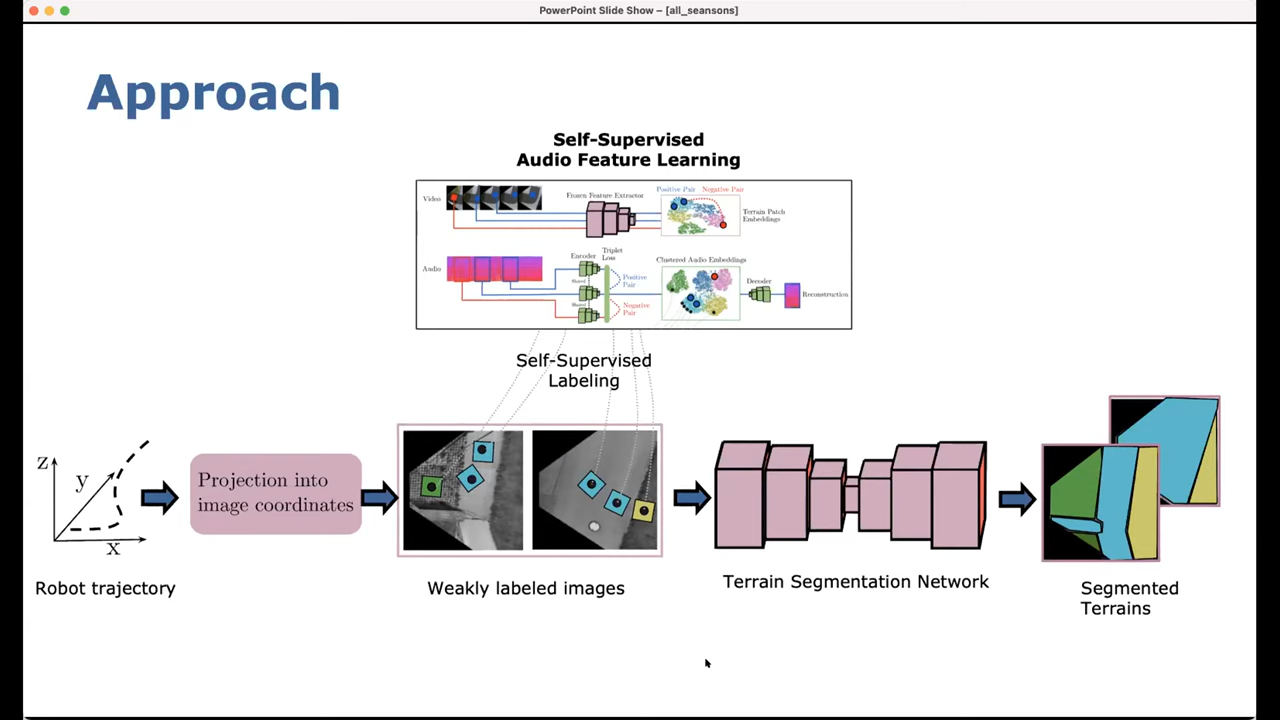 PowerPoint Slide Show – [all_seansons]
Approach
Self-Supervised
Audio Feature Learning
Video
Frozen Feature Extractor
Positive Pair
Negative Pair
Terrain Patch
Embeddings
Audio
Encoder
Triplet
Loss
Shared
Shared
Positive
Pair
Negative
Pair
Clustered Audio Embeddings
Decoder
Reconstruction
Self-Supervised
Labeling
z
y
x
Robot trajectory
Projection into
image coordinates
Weakly labeled images
Terrain Segmentation Network
Segmented
Terrains